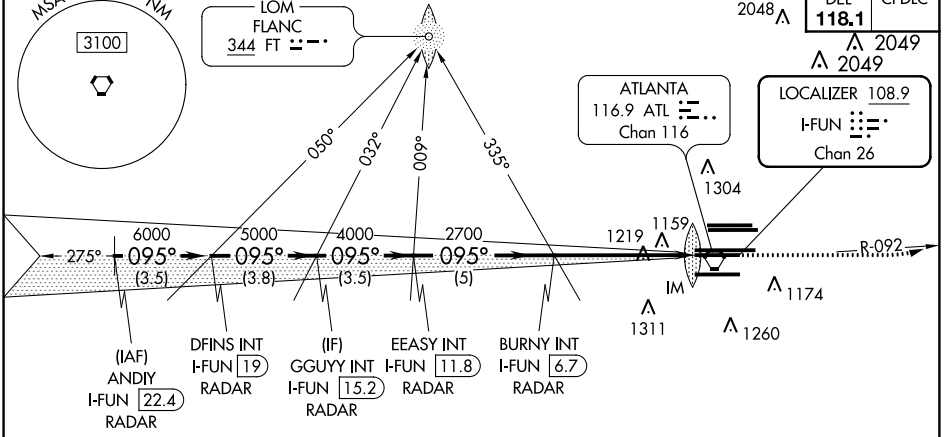 MSA
NM
3100
LOM
FLANC
344 FT
2048
DEL
118.1
CPDLC
2049
2049
ATLANTA
116.9 ATL
Chan 116
LOCALIZER 108.9
I-FUN
Chan 26
050°
032°
009°
335°
1304
1159
1219
275°
6000
095°
(3.5)
5000
095°
(3.8)
4000
095°
(3.5)
2700
095°
(5)
R-092
IM
1174
1311
1260
(IAF)
ANDIY
I-FUN 22.4
RADAR
DFINS INT
I-FUN 19
RADAR
(IF)
GGUYY INT
I-FUN 15.2
RADAR
EEASY INT
I-FUN 11.8
RADAR
BURNY INT
I-FUN 6.7
RADAR